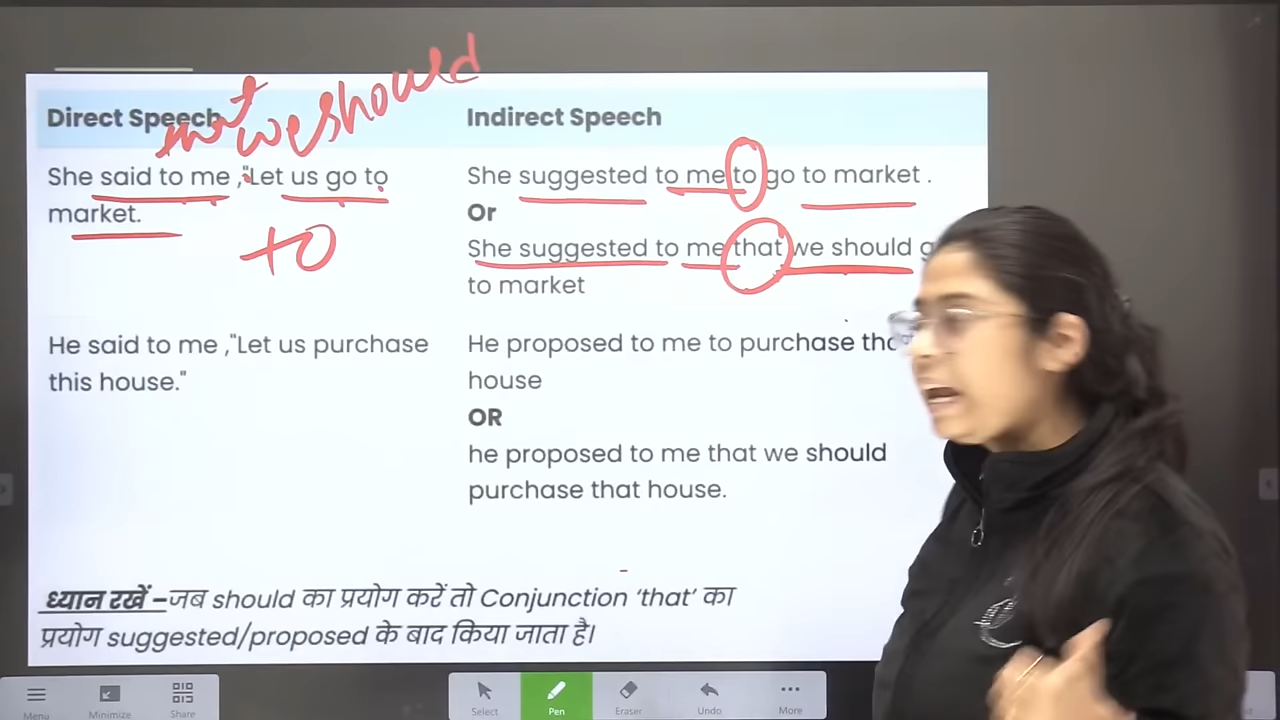 that we should
Direct Speech
Indirect Speech
She said to me ,"Let us go to
market.
to
She suggested to me to go to market .
Or
She suggested to me that we should
to market
He said to me ,"Let us purchase
this house."
He proposed to me to purchase
house
OR
he proposed to me that we should
purchase that house.
ध्यान रखें –जब should का प्रयोग करें तो Conjunction 'that' का
प्रयोग suggested/proposed के बाद किया जाता है।
Menu
Minimize
Share
Select
Pen
Eraser
Undo
More